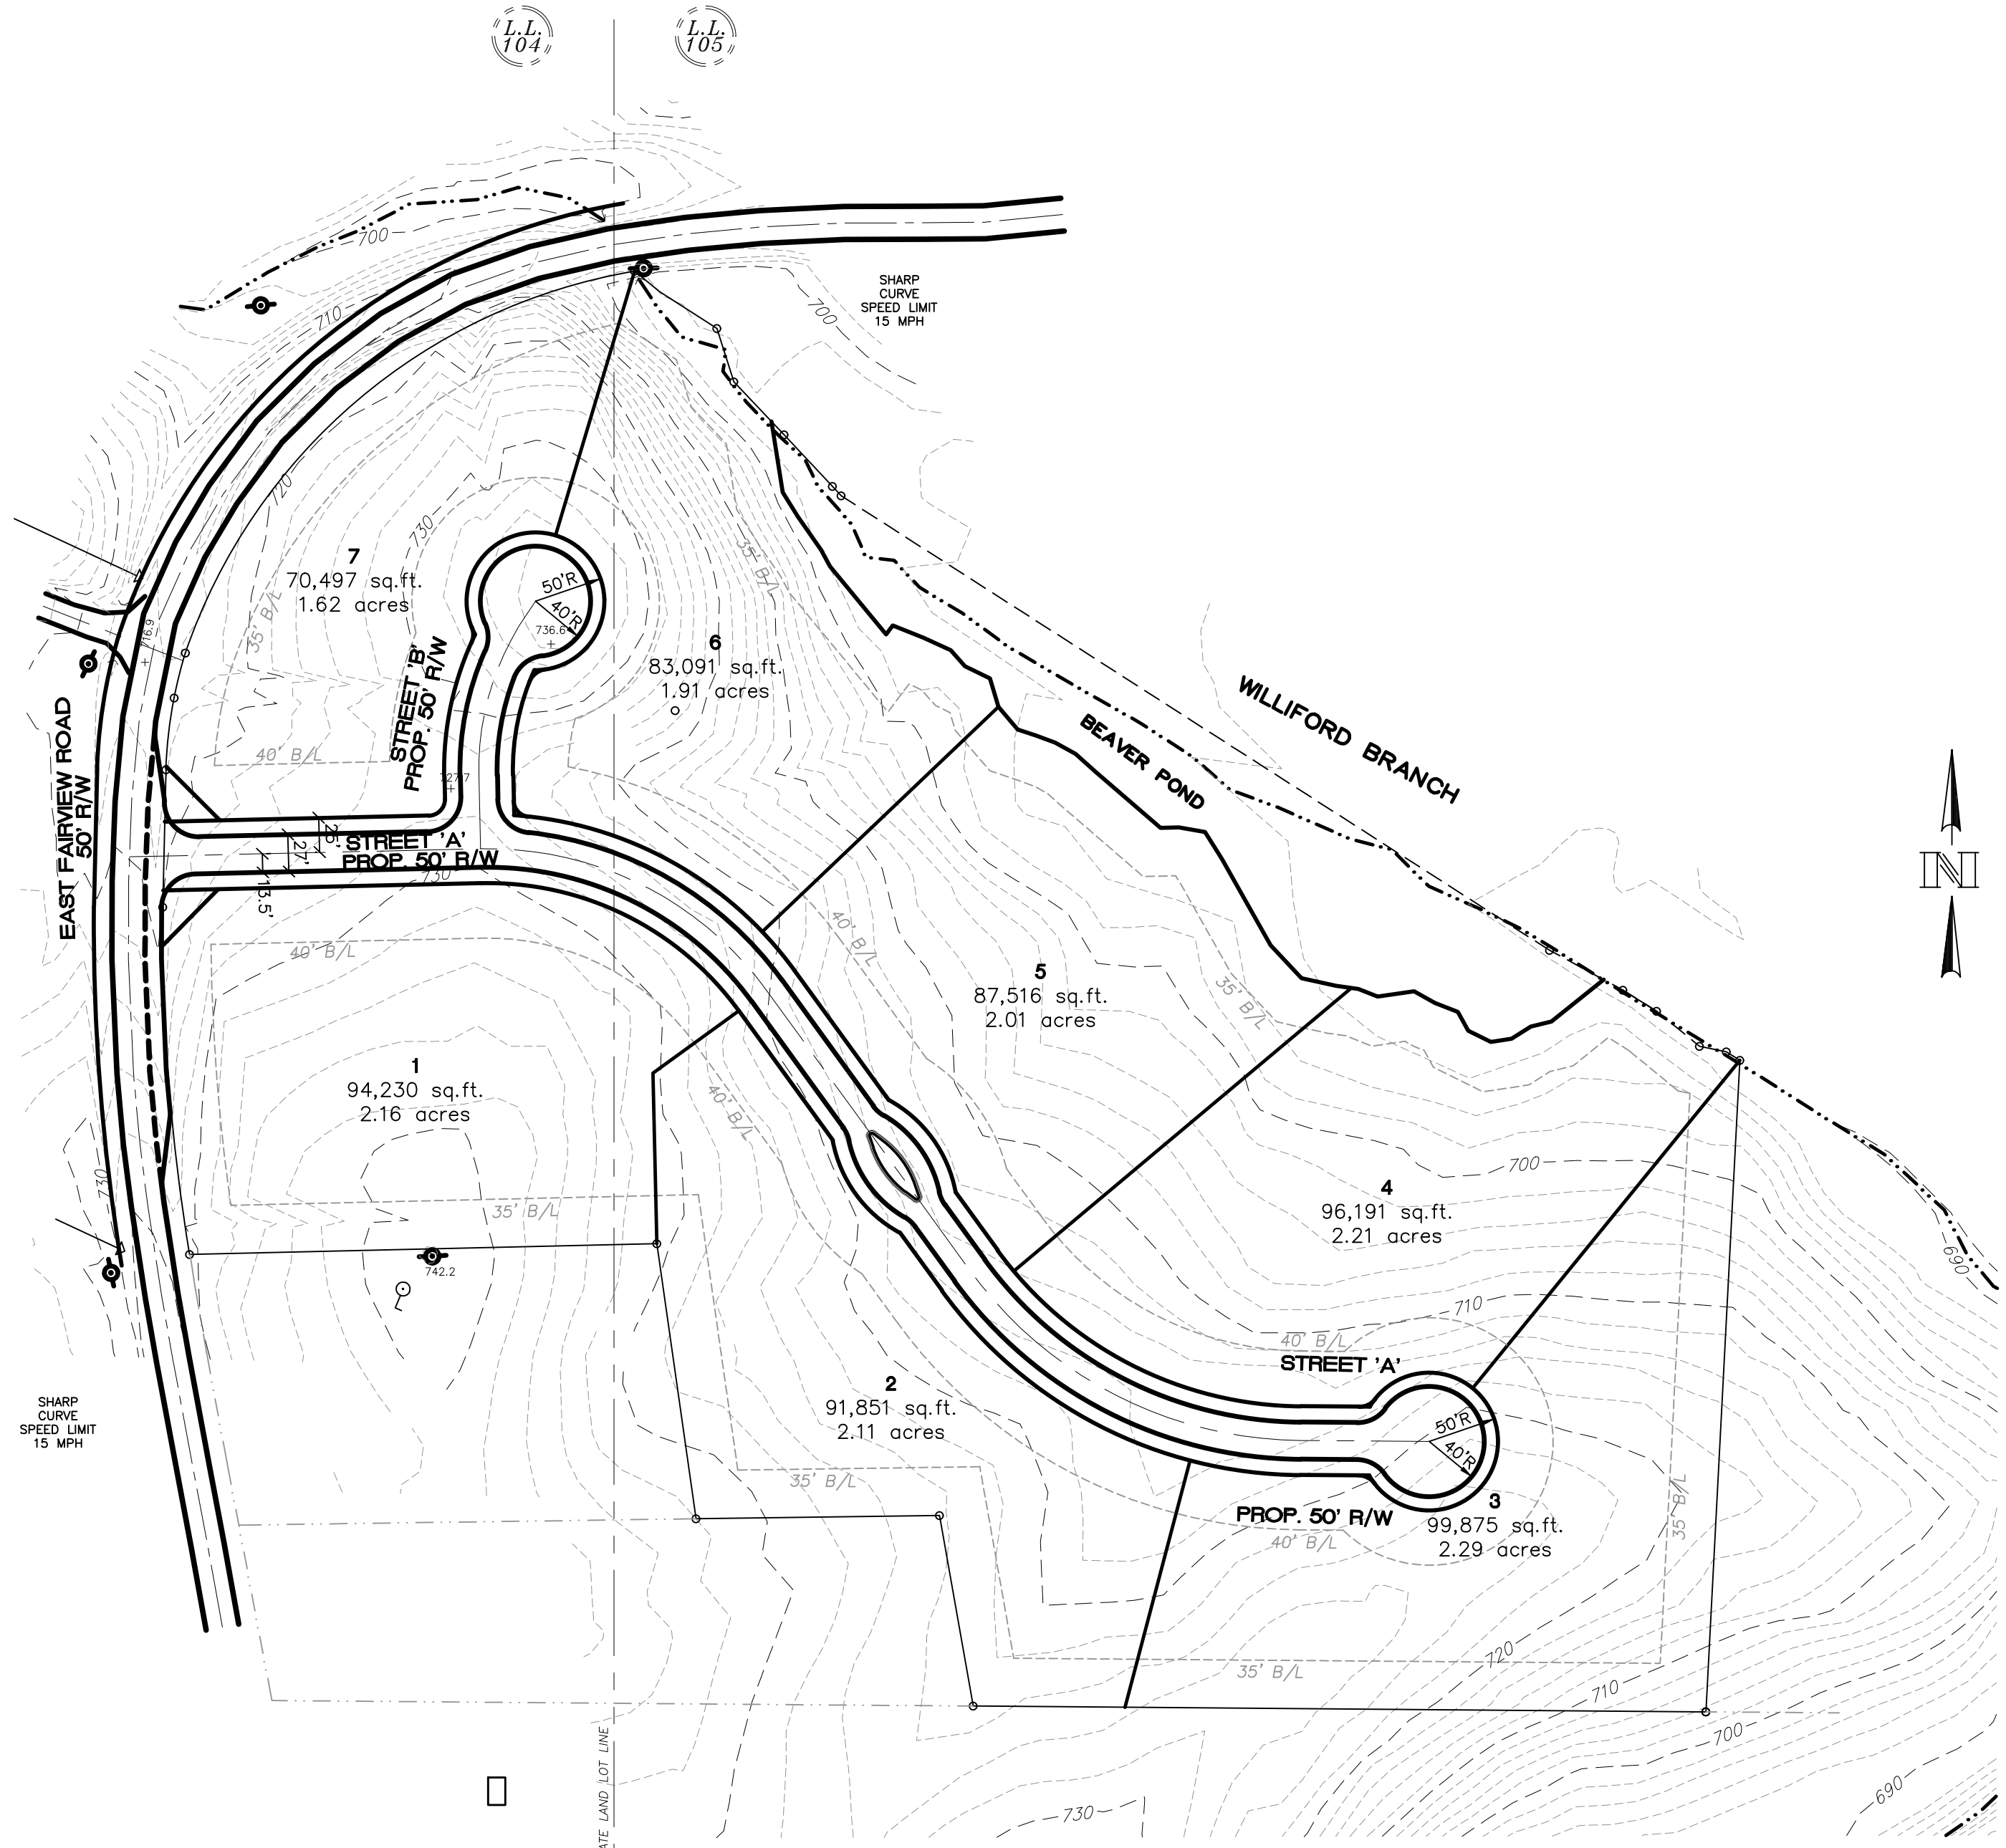 L.L.
104
L.L.
105
700
710
SHARP
CURVE
SPEED LIMIT
15 MPH
700
720
730
35' B/L
7
70,497 sq.ft.
1.62 acres
35' B/L
50'R
40'R
736.6
716.9
6
83,091 sq.ft.
1.91 acres
STREET 'B'
PROP. 50' R/W
WILLIFORD BRANCH
BEAVER POND
EAST FAIRVIEW ROAD
50' R/W
40' B/L
727.7
25'
27'
13.5'
STREET 'A'
PROP. 50' R/W
730
N
40' B/L
40' B/L
5
87,516 sq.ft.
2.01 acres
35' B/L
1
94,230 sq.ft.
2.16 acres
40' B/L
700
730
35' B/L
4
96,191 sq.ft.
2.21 acres
690
742.2
710
40' B/L
STREET 'A'
2
91,851 sq.ft.
2.11 acres
SHARP
CURVE
SPEED LIMIT
15 MPH
50'R
40'R
35' B/L
35' B/L
3
99,875 sq.ft.
2.29 acres
PROP. 50' R/W
40' B/L
720
35' B/L
710
700
690
730
LAND LOT LINE